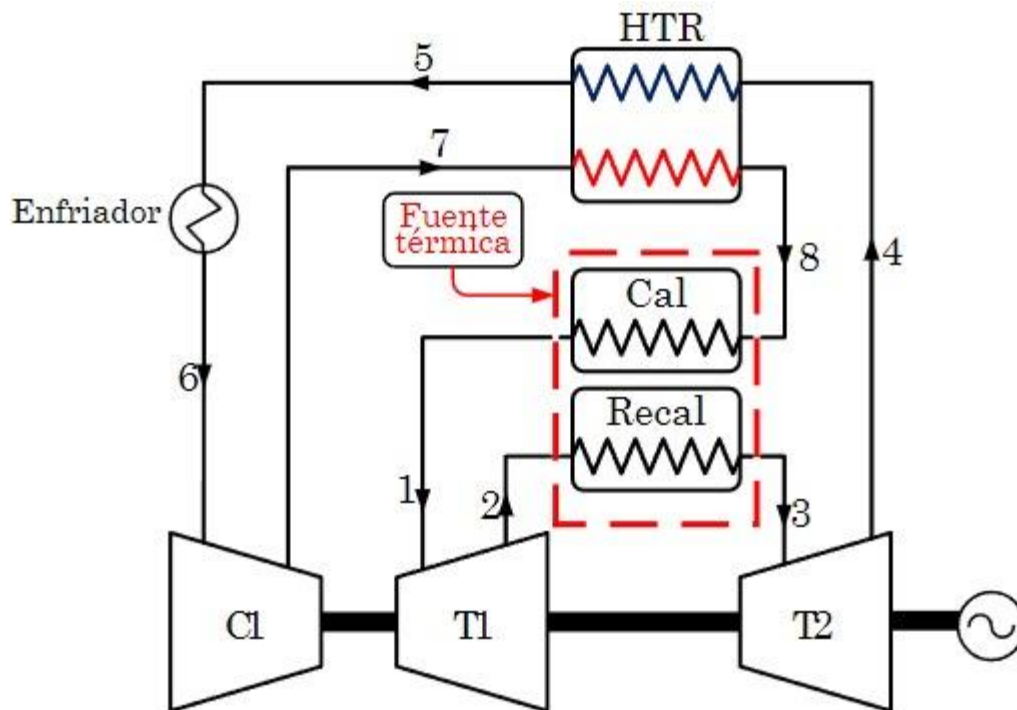 HTR
5
7
Enfriador
Fuente
térmica
8
4
Cal
6
Recal
1
2
3
C1
T1
T2